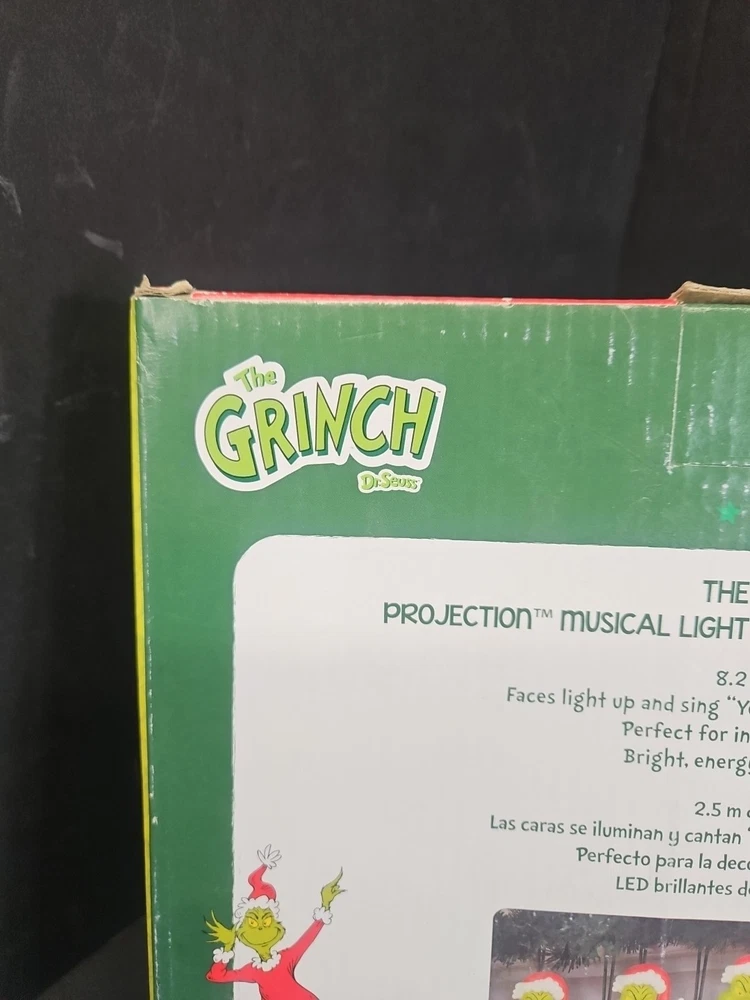 The
GRINCH
Dr. Seuss
THE
PROJECTION™ MUSICAL LIGHT
8.2
Faces light up and sing "Yo
Perfect for in
Bright, energ
2.5 m
Las caras se iluminan y cantan "
Perfecto para la deco
LED brillantes d